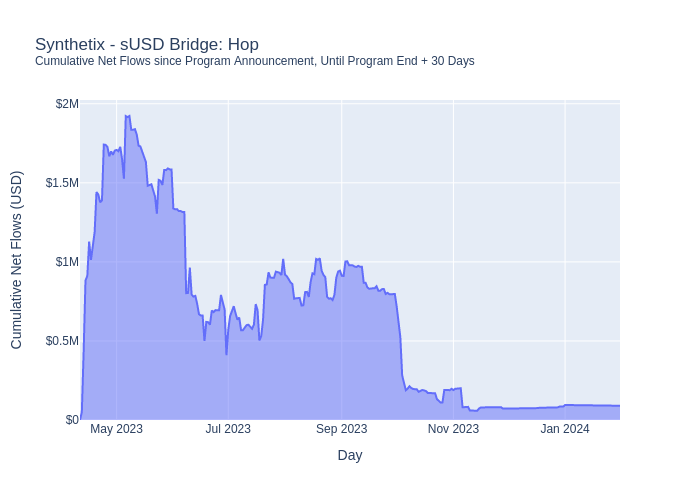 Synthetix - sUSD Bridge: Hop
Cumulative Net Flows since Program Announcement, Until Program End + 30 Days
Cumulative Net Flows (USD)
$2M
$1.5M
$1M
$0.5M
$0
May 2023
Jul 2023
Sep 2023
Nov 2023
Jan 2024
Day